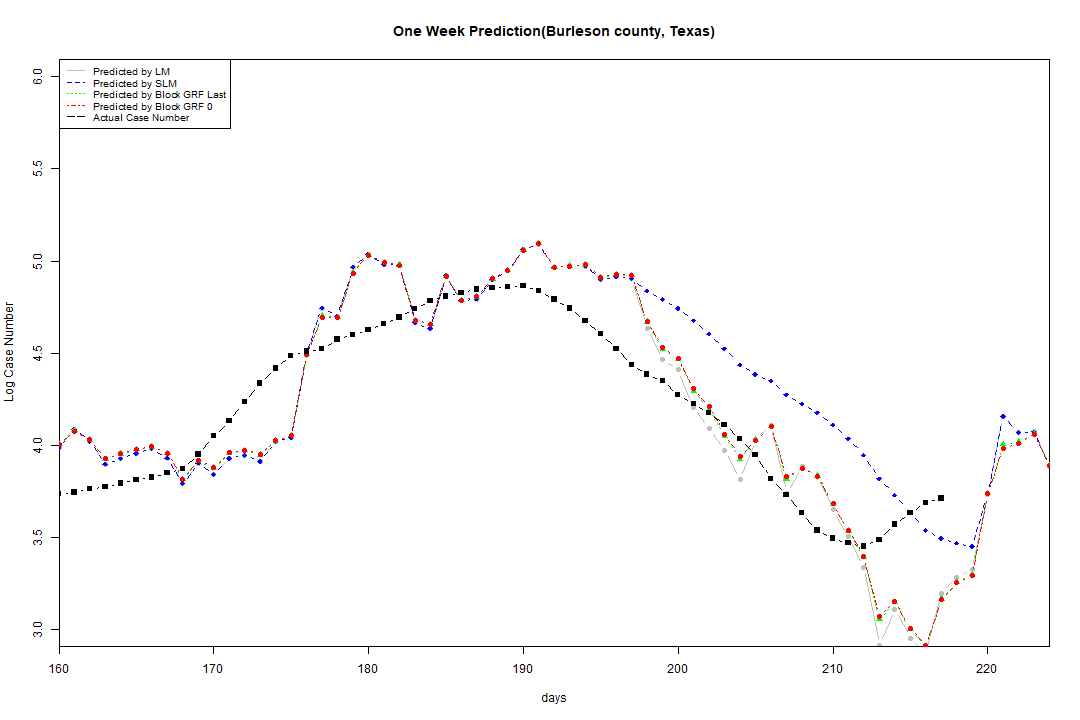 One Week Prediction(Burleson county, Texas)
Predicted by LM
Predicted by SLM
Predicted by Block GRF Last
Predicted by Block GRF 0
Actual Case Number
Log Case Number
6.0
5.5
5.0
4.5
4.0
3.5
3.0
160 170 180 190 200 210 220
days